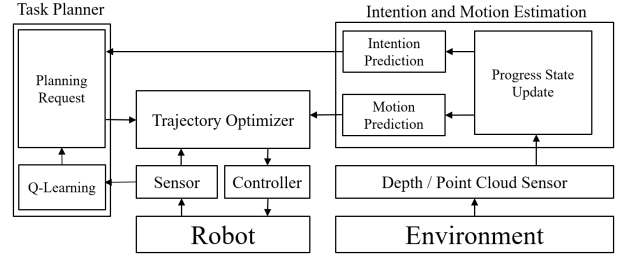 Task Planner
Intention and Motion Estimation
Planning
Request
Intention
Prediction
Progress State
Update
Trajectory Optimizer
Motion
Prediction
Q-Learning
Sensor
Controller
Depth / Point Cloud Sensor
Robot
Environment